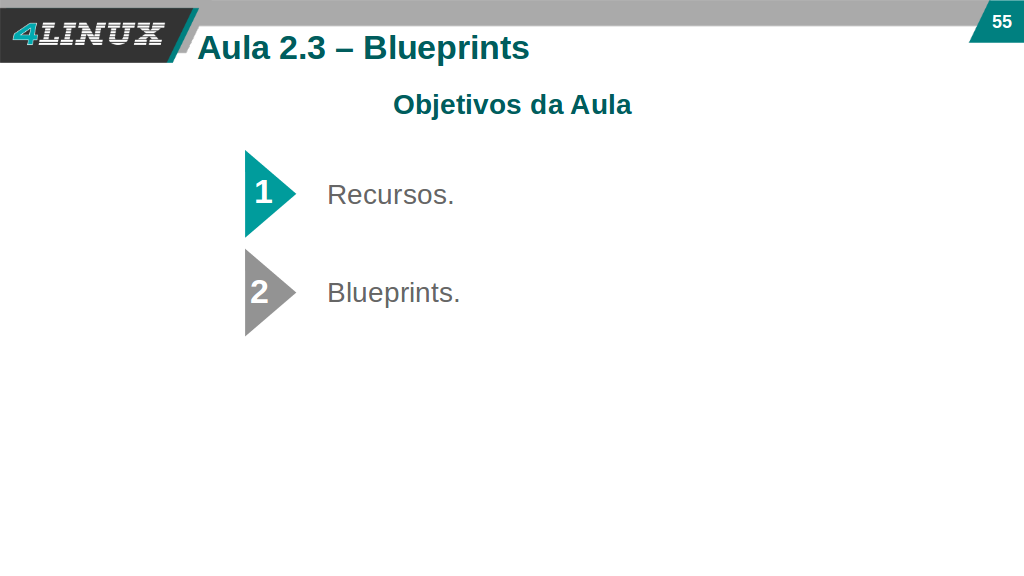 4LINUX
55
Aula 2.3 – Blueprints
Objetivos da Aula
1
Recursos.
2
Blueprints.